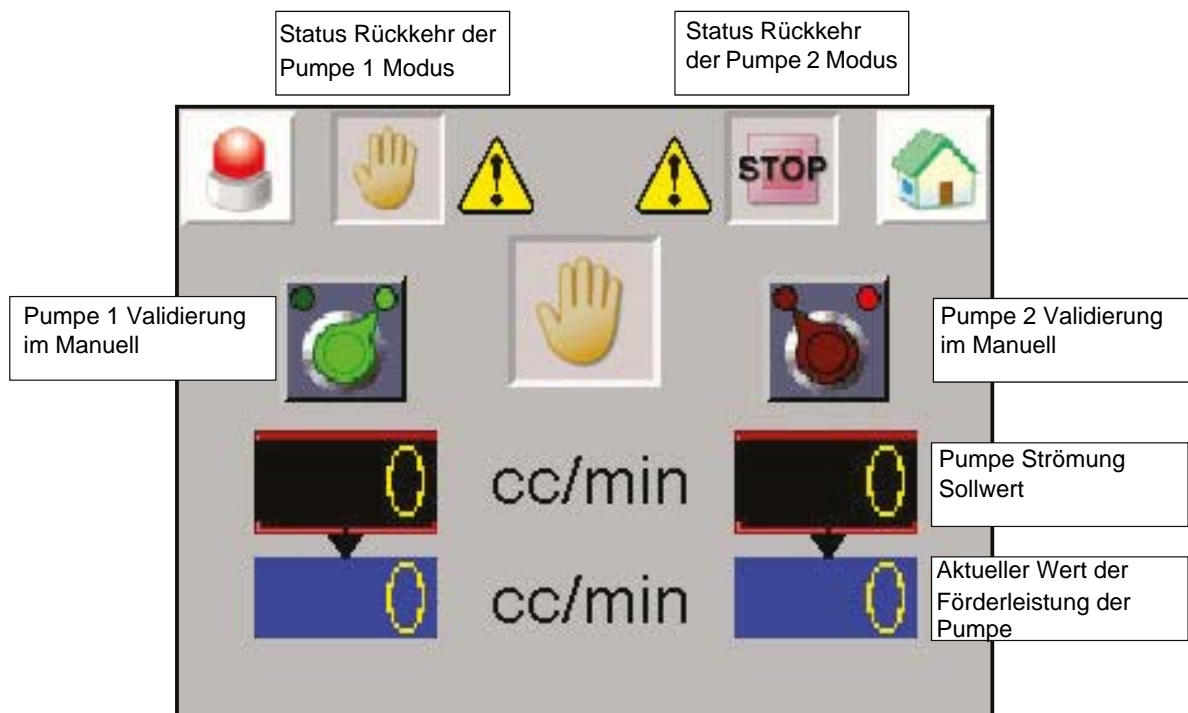 Status Rückkehr der
Pumpe 1 Modus
Status Rückkehr
der Pumpe 2 Modus
STOP
Pumpe 1 Validierung
im Manuell
Pumpe 2 Validierung
im Manuell
0 cc/min 0
Pumpe Strömung
Sollwert
0 cc/min 0
Aktueller Wert der
Förderleistung der
Pumpe